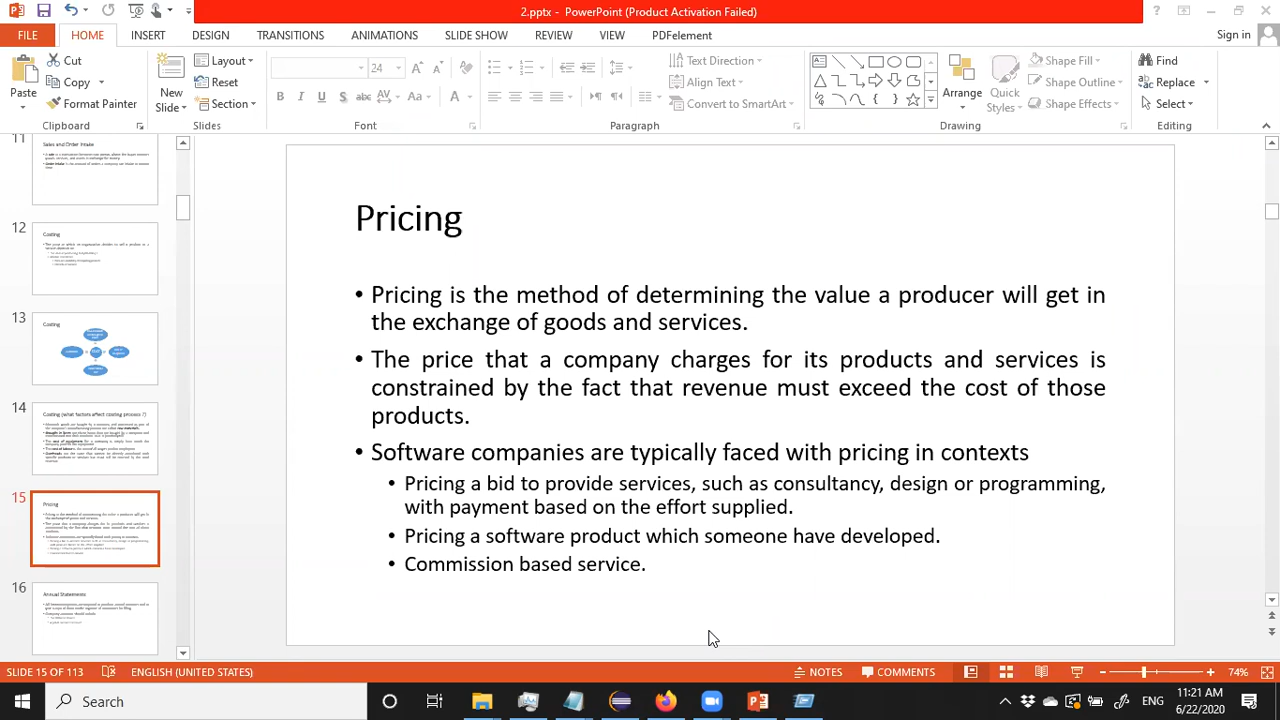 2.pptx - PowerPoint (Product Activation Failed)
FILE HOME INSERT DESIGN TRANSITIONS ANIMATIONS SLIDE SHOW REVIEW VIEW PDFelement Sign in
Paste
Cut
Copy
Format Painter
Clipboard
New Slide
Layout
Reset
Section
Slides
24
Font
Text Direction
Align Text
Convert to SmartArt
Paragraph
Arrange
Quick Styles
Shape Fill
Shape Outline
Shape Effects
Drawing
Find
Replace
Select
Editing
11
Sales and Order Intake
12
Costing
13
Costing
14
Costing (what factors affect costing process ?)
15
Pricing
16
Annual Statements
Pricing
• Pricing is the method of determining the value a producer will get in
the exchange of goods and services.
• The price that a company charges for its products and services is
constrained by the fact that revenue must exceed the cost of those
products.
• Software companies are typically faced with pricing in contexts
• Pricing a bid to provide services, such as consultancy, design or programming,
with payment based on the effort supplied.
• Pricing a software product which someone have developed.
• Commission based service.
SLIDE 15 OF 113 ENGLISH (UNITED STATES) NOTES COMMENTS 74%
Search
ENG
11:21 AM
6/22/2020